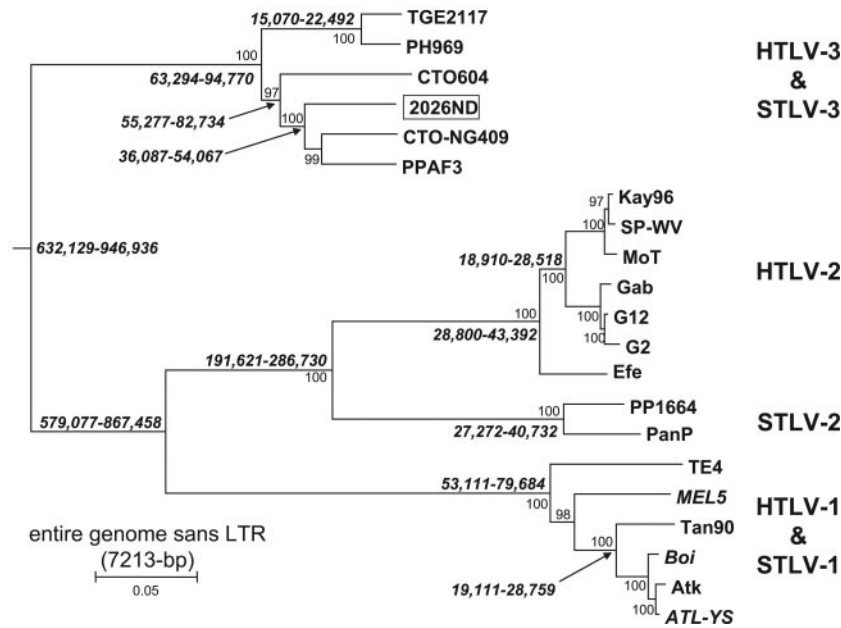 15,070-22,492
TGE2117
100
PH969
100
63,294-94,770
CTO604
97
55,277-82,734
2026ND
100
36,087-54,067
CTO-NG409
99
PPAF3
HTLV-3
&
STLV-3
632,129-946,936
Kay96
97
SP-WV
100
MoT
18,910-28,518
100
Gab
100
G12
100
G2
100
28,800-43,392
Efe
HTLV-2
191,621-286,730
100
PP1664
100
27,272-40,732
PanP
STLV-2
579,077-867,458
TE4
53,111-79,684
100
MEL5
98
Tan90
100
Boi
19,111-28,759
100
Atk
100
ATL-YS
HTLV-1
&
STLV-1
entire genome sans LTR
(7213-bp)
0.05